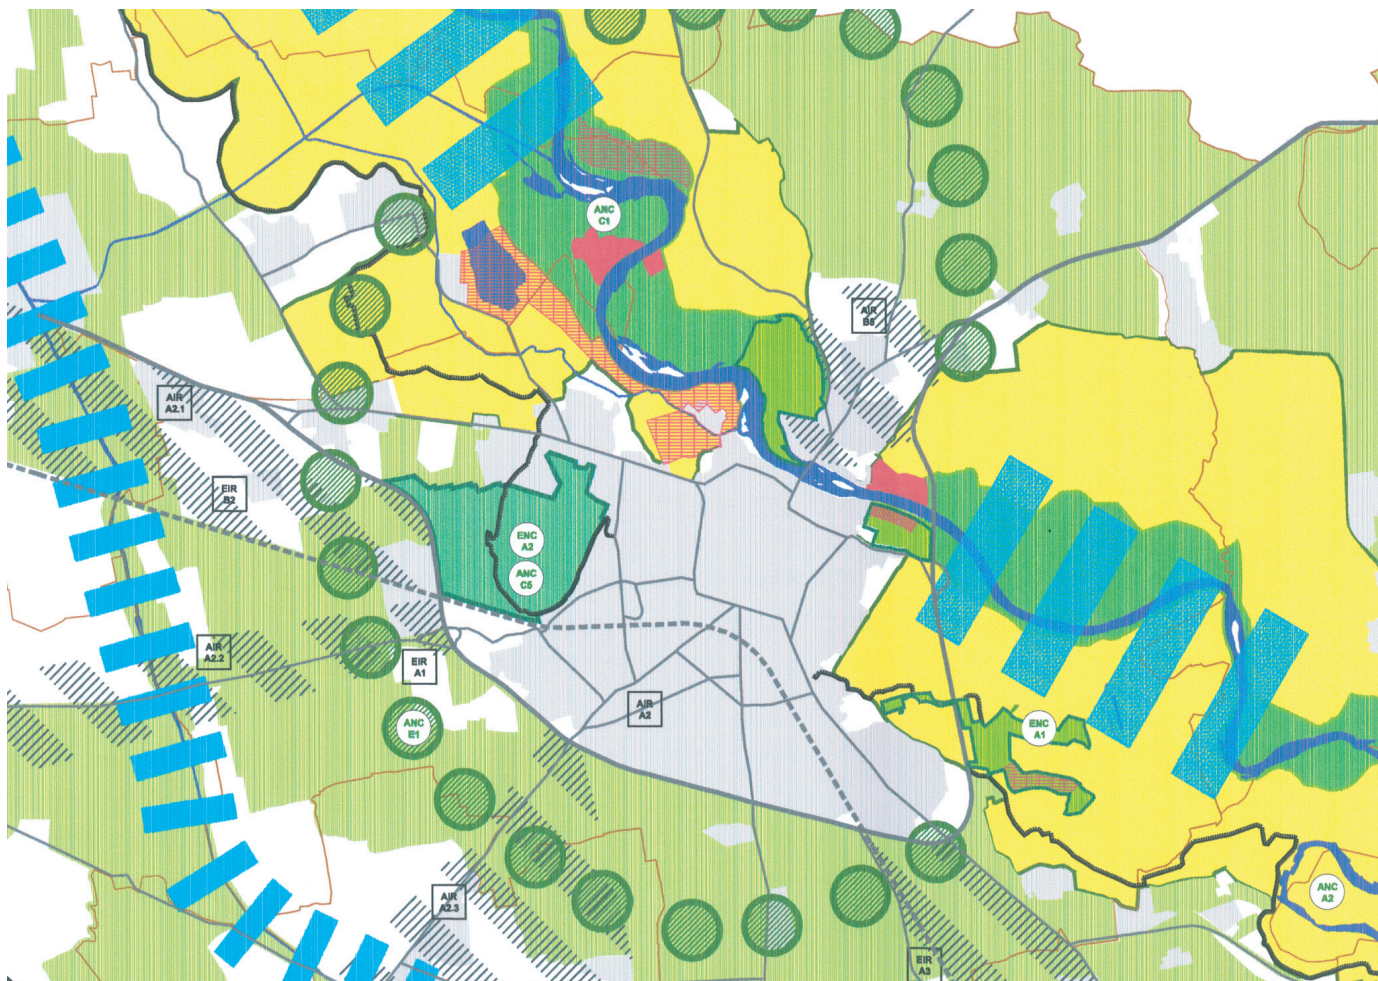 ANC
C1
AIR
B5
AIR
A2.1
EIR
B2
ENC
A2
ANC
C5
AIR
A2.2
EIR
A1
AIR
A2
ANC
E1
ENC
A1
AIR
A2.3
ANC
A2
EIR
A3